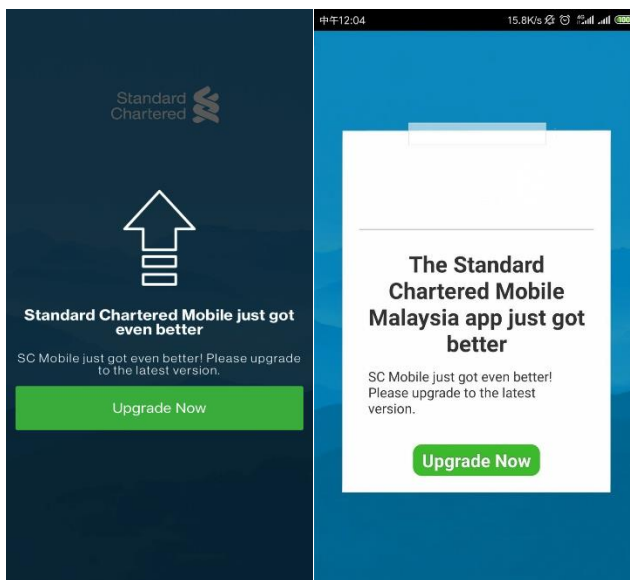 Standard
Chartered
Standard Chartered Mobile just got
even better
SC Mobile just got even better! Please upgrade
to the latest version.
Upgrade Now
中午12:04
15.8K/s
4G
100
The Standard
Chartered Mobile
Malaysia app just got
better
SC Mobile just got even better!
Please upgrade to the latest
version.
Upgrade Now